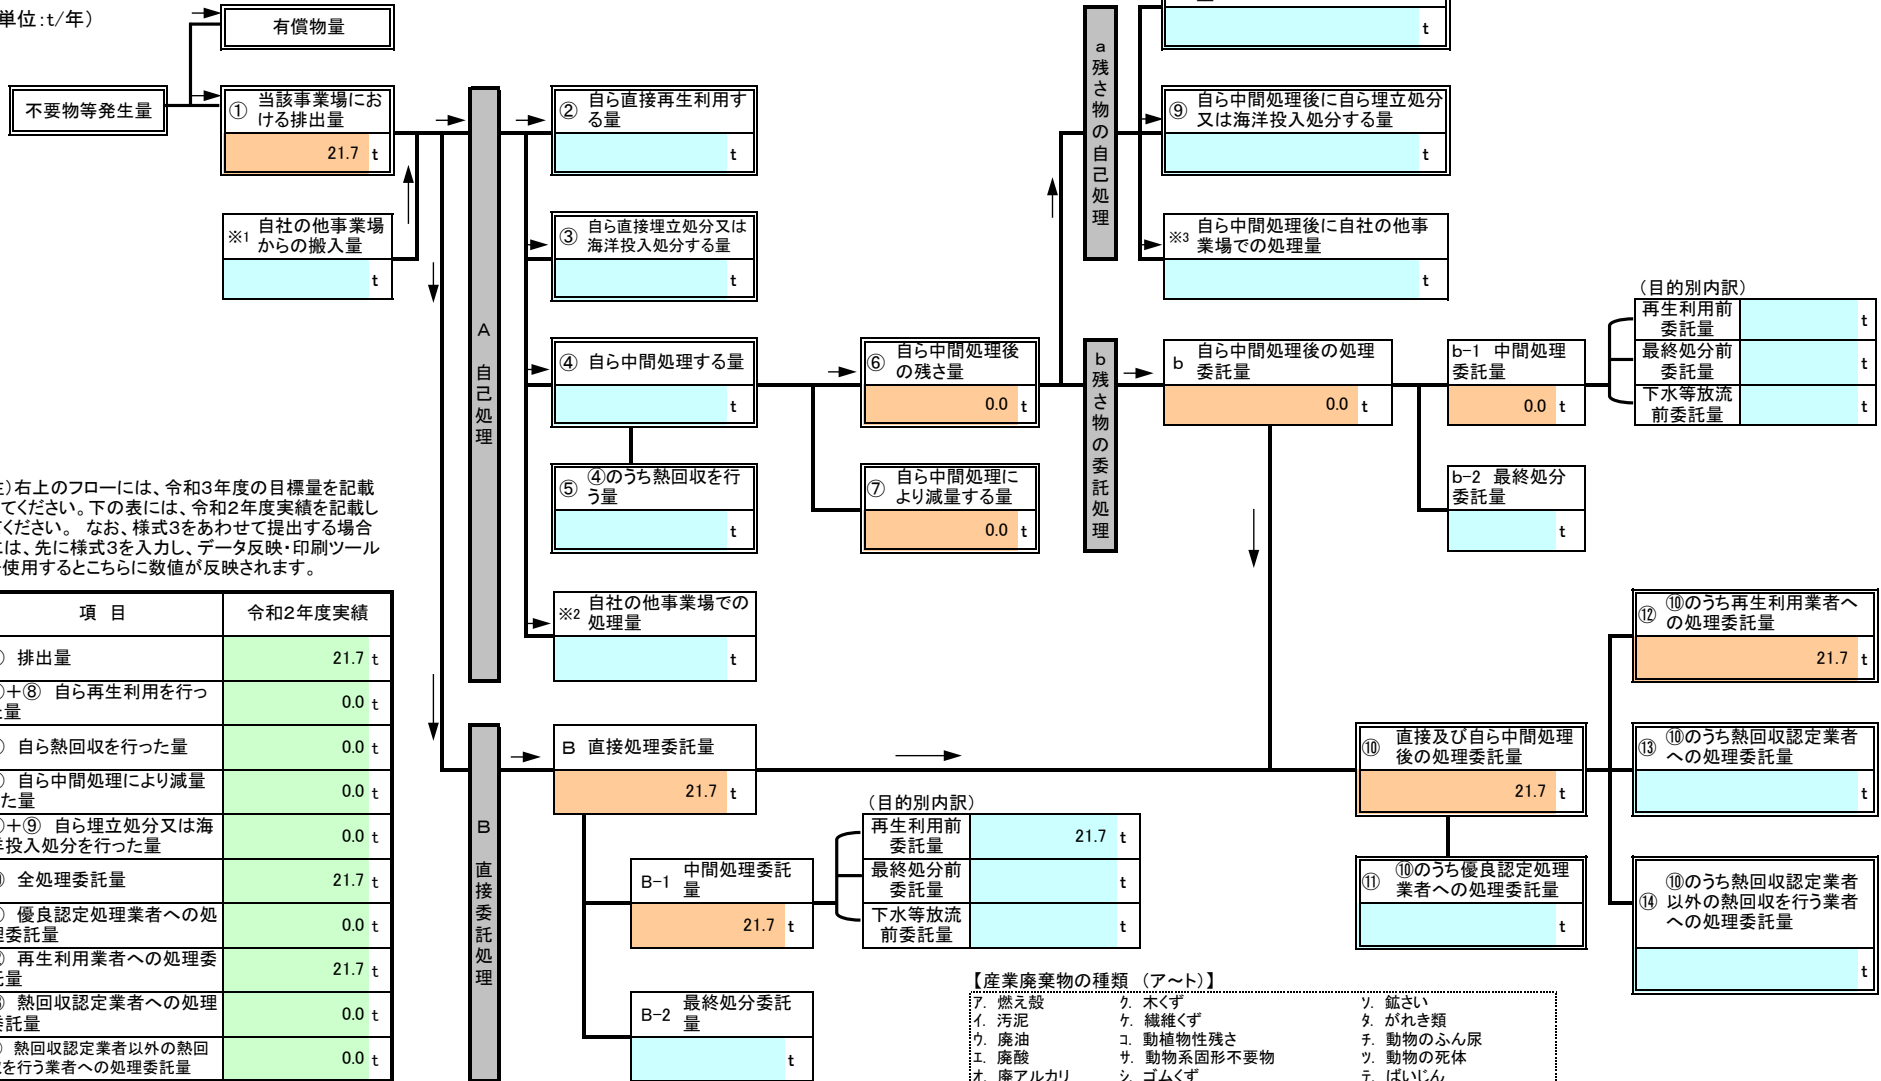 単位:t/年)
有償物量
不要物等発生量
① 当該事業場にお
ける排出量
21.7 t
※1 自社の他事業場
からの搬入量
t
A 自己処理
② 自ら直接再生利用す
る量
t
③ 自ら直接埋立処分又は
海洋投入処分する量
t
④ 自ら中間処理する量
t
⑤ ④のうち熱回収を行
う量
t
※2 自社の他事業場での
処理量
t
⑥ 自ら中間処理後
の残さ量
0.0 t
⑦ 自ら中間処理に
より減量する量
0.0 t
a 残さ物の自己処理
t
⑨ 自ら中間処理後に自ら埋立処分
又は海洋投入処分する量
t
※3 自ら中間処理後に自社の他事
業場での処理量
t
b 残さ物の委託処理
b 自ら中間処理後の処理
委託量
0.0 t
b-1 中間処理
委託量
0.0 t
b-2 最終処分
委託量
t
(目的別内訳)
再生利用前
委託量
t
最終処分前
委託量
t
下水等放流
前委託量
t
)右上のフローには、令和3年度の目標量を記載
てください。下の表には、令和2年度実績を記載し
ください。 なお、様式3をあわせて提出する場合
は、先に様式3を入力し、データ反映・印刷ツール
使用するとこちらに数値が反映されます。
項 目 令和2年度実績
) 排出量 21.7 t
)+⑧ 自ら再生利用を行っ
量 0.0 t
) 自ら熱回収を行った量 0.0 t
) 自ら中間処理により減量
た量 0.0 t
)+⑨ 自ら埋立処分又は海
投入処分を行った量 0.0 t
) 全処理委託量 21.7 t
) 優良認定処理業者への処
委託量 0.0 t
) 再生利用業者への処理委
量 21.7 t
) 熱回収認定業者への処理
託量 0.0 t
) 熱回収認定業者以外の熱回
を行う業者への処理委託量 0.0 t
B 直接委託処理
B 直接処理委託量
21.7 t
B-1 中間処理委託
量
21.7 t
B-2 最終処分委託
量
t
(目的別内訳)
再生利用前
委託量
21.7 t
最終処分前
委託量
t
下水等放流
前委託量
t
⑩ 直接及び自ら中間処理
後の処理委託量
21.7 t
⑪ ⑩のうち優良認定処理
業者への処理委託量
t
⑫ ⑩のうち再生利用業者へ
の処理委託量
21.7 t
⑬ ⑩のうち熱回収認定業者
への処理委託量
t
⑭ ⑩のうち熱回収認定業者
以外の熱回収を行う業者
への処理委託量
t
【産業廃棄物の種類 (ア~ト)】
ア. 燃え殻 ク. 木くず ソ. 鉱さい
イ. 汚泥 ケ. 繊維くず タ. がれき類
ウ. 廃油 コ. 動植物性残さ チ. 動物のふん尿
エ. 廃酸 サ. 動物系固形不要物 ツ. 動物の死体
オ. 廃アルカリ シ. ゴムくず テ. ばいじん